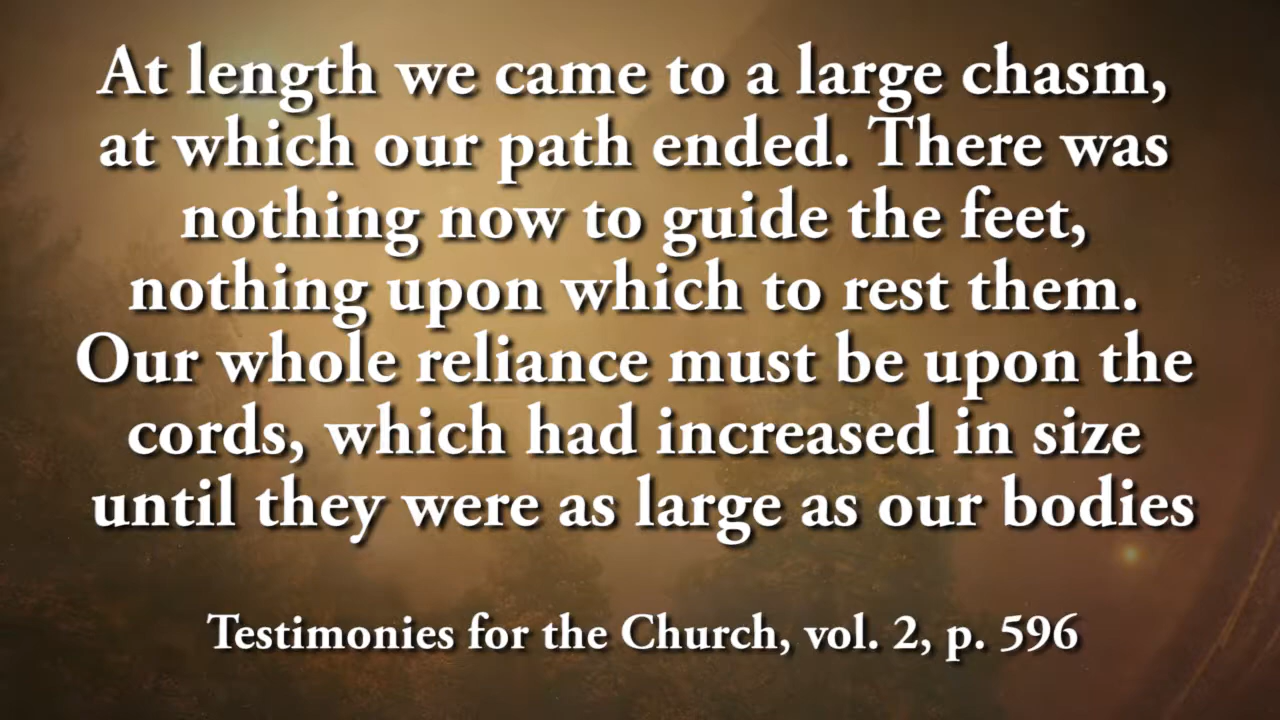 At length we came to a large chasm,
at which our path ended. There was
nothing now to guide the feet,
nothing upon which to rest them.
Our whole reliance must be upon the
cords, which had increased in size
until they were as large as our bodies
Testimonies for the Church, vol. 2, p. 596